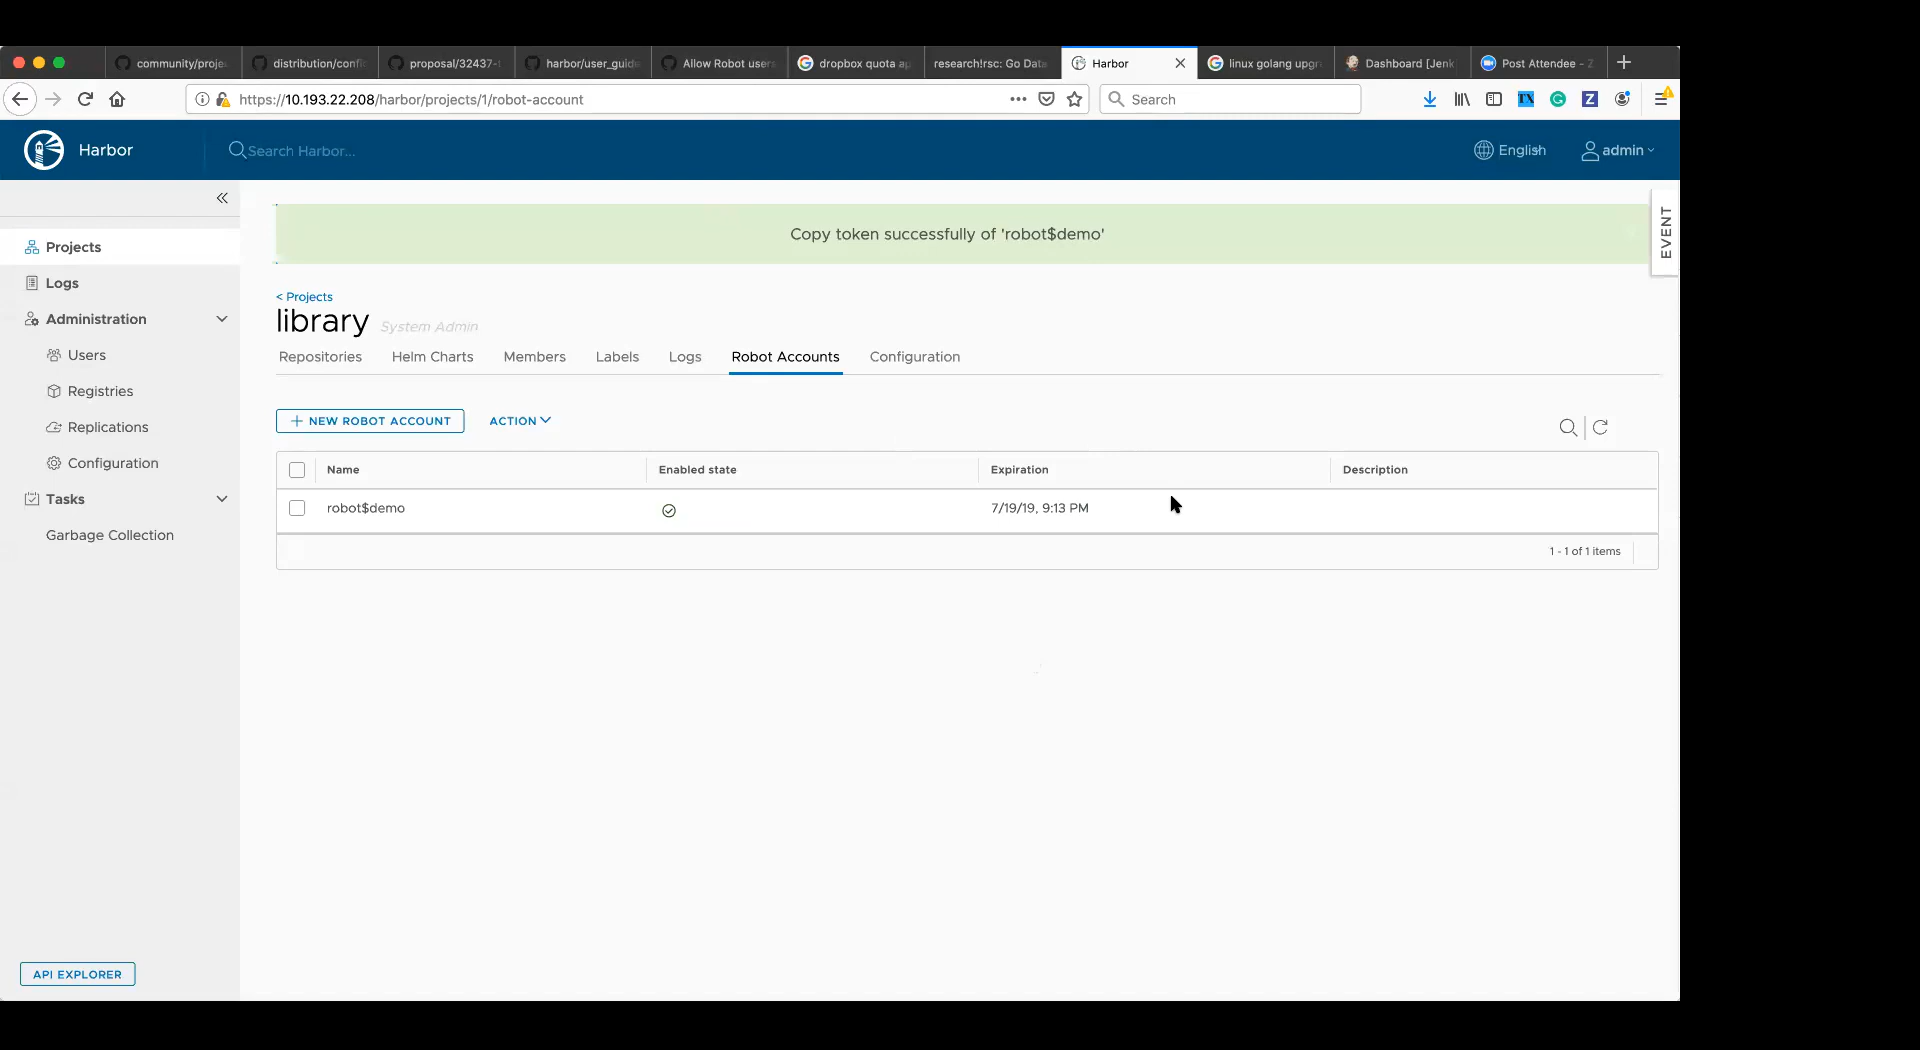 community/proje
distribution/confi
proposal/32437-
harbor/user_guide
Allow Robot users
dropbox quota ap
research!rsc: Go Data
Harbor
linux golang upgr
Dashboard [Jenk
Post Attendee - Z
https://10.193.22.208/harbor/projects/1/robot-account
Search
TX
Z
Harbor
Search Harbor...
English
admin
EVENT
Projects
Logs
Administration
Users
Registries
Replications
Configuration
Tasks
Garbage Collection
API EXPLORER
Copy token successfully of 'robot$demo'
< Projects
library System Admin
Repositories Helm Charts Members Labels Logs Robot Accounts Configuration
+ NEW ROBOT ACCOUNT ACTION
Name Enabled state Expiration Description
robot$demo 7/19/19, 9:13 PM
1 - 1 of 1 items